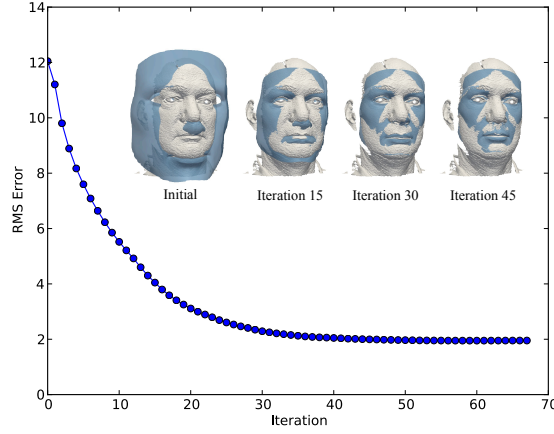 14
12
10
8
6
4
2
0
RMS Error
Initial
Iteration 15
Iteration 30
Iteration 45
0 10 20 30 40 50 60 70
Iteration